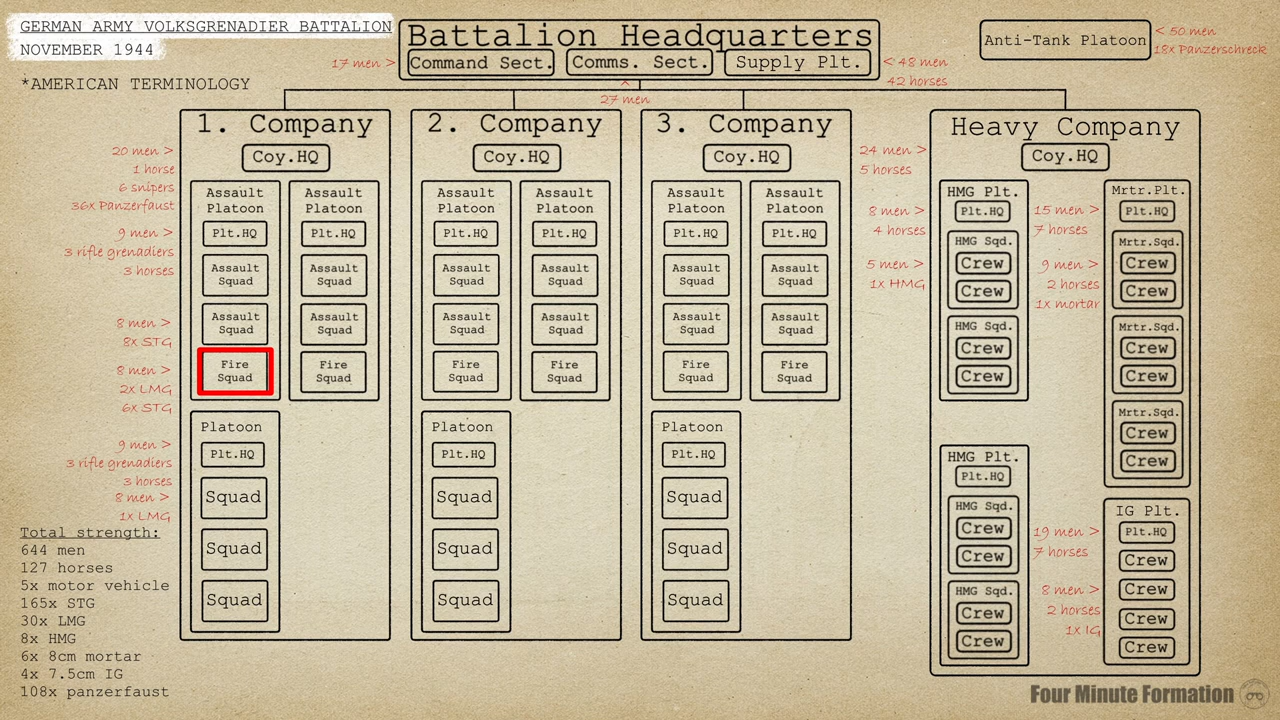 GERMAN ARMY VOLKSGRENADIER BATTALION
NOVEMBER 1944
*AMERICAN TERMINOLOGY
Battalion Headquarters
17 men >
Command Sect.
Comms. Sect.
Supply Plt.
< 48 men
42 horses
^
27 men
Anti-Tank Platoon
< 50 men
18x Panzerschreck
1. Company
Coy.HQ
20 men >
1 horse
6 snipers
36x Panzerfaust
9 men >
3 rifle grenadiers
3 horses
8 men >
8x STG
8 men >
2x LMG
6x STG
9 men >
3 rifle grenadiers
3 horses
8 men >
1x LMG
Assault
Platoon
Plt.HQ
Assault
Squad
Assault
Squad
Fire
Squad
Assault
Platoon
Plt.HQ
Assault
Squad
Assault
Squad
Fire
Squad
Platoon
Plt.HQ
Squad
Squad
Squad
2. Company
Coy.HQ
Assault
Platoon
Plt.HQ
Assault
Squad
Assault
Squad
Fire
Squad
Assault
Platoon
Plt.HQ
Assault
Squad
Assault
Squad
Fire
Squad
Platoon
Plt.HQ
Squad
Squad
Squad
3. Company
Coy.HQ
Assault
Platoon
Plt.HQ
Assault
Squad
Assault
Squad
Fire
Squad
Assault
Platoon
Plt.HQ
Assault
Squad
Assault
Squad
Fire
Squad
Platoon
Plt.HQ
Squad
Squad
Squad
Heavy Company
Coy.HQ
24 men >
5 horses
8 men >
4 horses
5 men >
1x HMG
HMG Plt.
Plt.HQ
HMG Sqd.
Crew
Crew
HMG Sqd.
Crew
Crew
HMG Plt.
Plt.HQ
HMG Sqd.
Crew
Crew
HMG Sqd.
Crew
Crew
15 men >
7 horses
9 men >
2 horses
1x mortar
Mrtr.Plt.
Plt.HQ
Mrtr.Sqd.
Crew
Crew
Mrtr.Sqd.
Crew
Crew
Mrtr.Sqd.
Crew
Crew
19 men >
7 horses
8 men >
2 horses
1x IG
IG Plt.
Plt.HQ
Crew
Crew
Crew
Crew
Total strength:
644 men
127 horses
5x motor vehicle
165x STG
30x LMG
8x HMG
6x 8cm mortar
4x 7.5cm IG
108x panzerfaust
Four Minute Formation